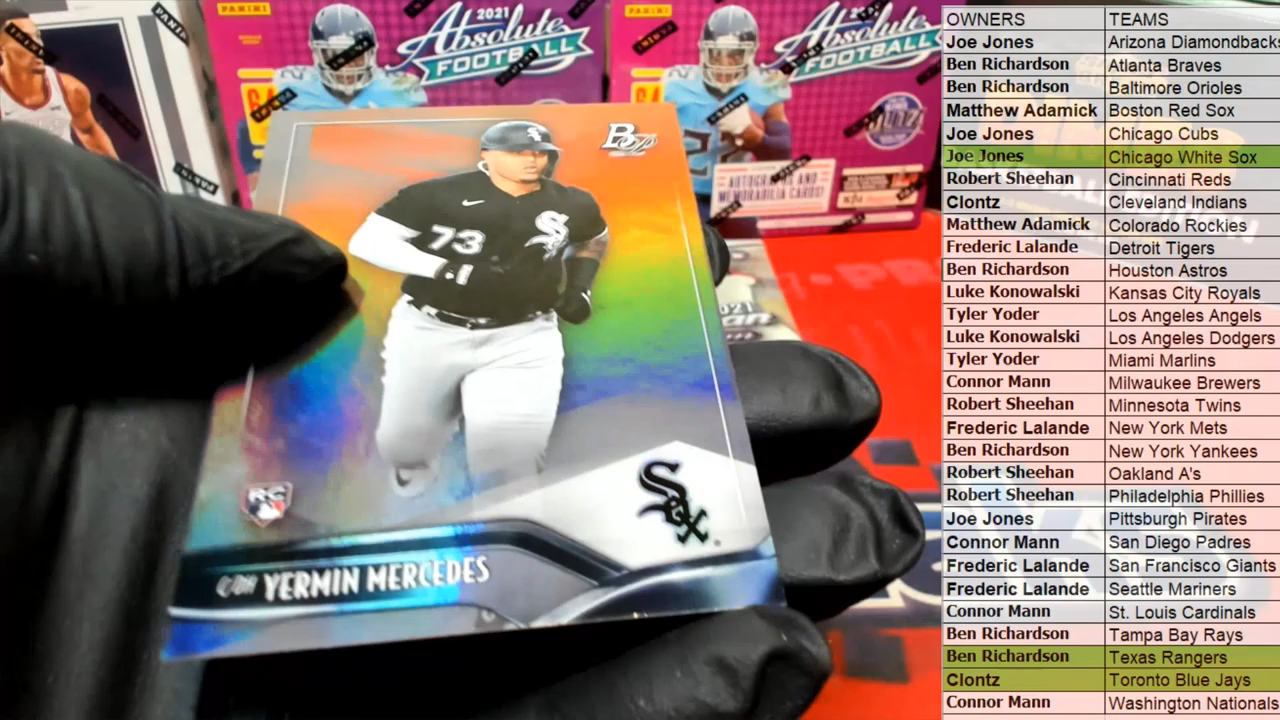 PANINI
2021
Absolute
FOOTBALL
PANINI
Absolute
FOOTBALL
AUTOGRAPHS AND
MEMORABILIA CARDS!
Sox
73
RC
C/DH YERMIN MERCEDES
Sox
OWNERS TEAMS
Joe Jones Arizona Diamondbacks
Ben Richardson Atlanta Braves
Ben Richardson Baltimore Orioles
Matthew Adamick Boston Red Sox
Joe Jones Chicago Cubs
Joe Jones Chicago White Sox
Robert Sheehan Cincinnati Reds
Clontz Cleveland Indians
Matthew Adamick Colorado Rockies
Frederic Lalande Detroit Tigers
Ben Richardson Houston Astros
Luke Konowalski Kansas City Royals
Tyler Yoder Los Angeles Angels
Luke Konowalski Los Angeles Dodgers
Tyler Yoder Miami Marlins
Connor Mann Milwaukee Brewers
Robert Sheehan Minnesota Twins
Frederic Lalande New York Mets
Ben Richardson New York Yankees
Robert Sheehan Oakland A's
Robert Sheehan Philadelphia Phillies
Joe Jones Pittsburgh Pirates
Connor Mann San Diego Padres
Frederic Lalande San Francisco Giants
Frederic Lalande Seattle Mariners
Connor Mann St. Louis Cardinals
Ben Richardson Tampa Bay Rays
Ben Richardson Texas Rangers
Clontz Toronto Blue Jays
Connor Mann Washington Nationals